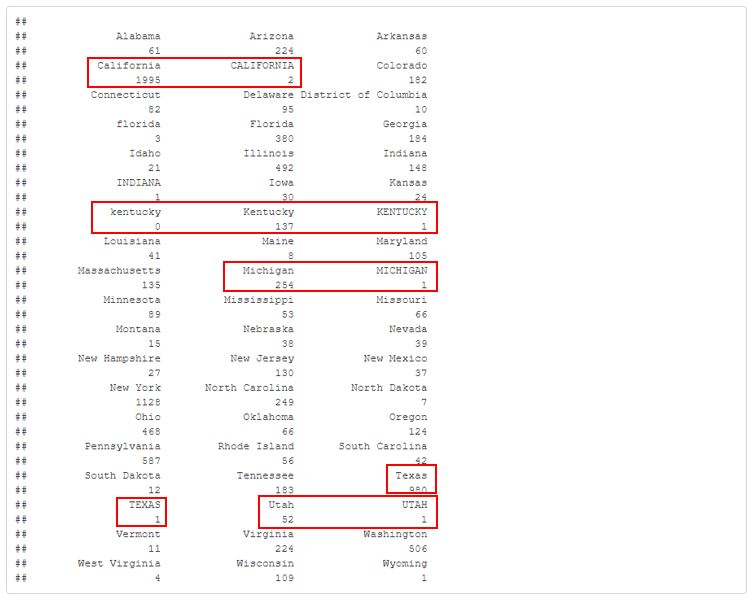 ##
## Alabama Arizona Arkansas
## 61 224 60
## California CALIFORNIA Colorado
## 1995 2 182
## Connecticut Delaware District of Columbia
## 82 95 10
## florida Florida Georgia
## 3 380 184
## Idaho Illinois Indiana
## 21 492 148
## INDIANA Iowa Kansas
## 1 30 24
## kentucky Kentucky KENTUCKY
## 0 137 1
## Louisiana Maine Maryland
## 41 8 105
## Massachusetts Michigan MICHIGAN
## 135 254 1
## Minnesota Mississippi Missouri
## 89 53 66
## Montana Nebraska Nevada
## 15 38 39
## New Hampshire New Jersey New Mexico
## 27 130 37
## New York North Carolina North Dakota
## 1128 249 7
## Ohio Oklahoma Oregon
## 468 66 124
## Pennsylvania Rhode Island South Carolina
## 587 56 42
## South Dakota Tennessee Texas
## 12 183 980
## TEXAS Utah UTAH
## 1 52 1
## Vermont Virginia Washington
## 11 224 506
## West Virginia Wisconsin Wyoming
## 4 109 1